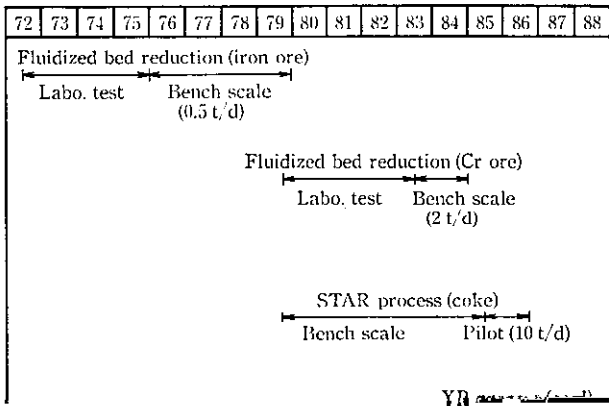 72 73 74 75 76 77 78 79 80 81 82 83 84 85 86 87 88
Fluidized bed reduction (iron ore)
Labo. test Bench scale
(0.5 t/d)
Fluidized bed reduction (Cr ore)
Labo. test Bench scale
(2 t/d)
STAR process (coke)
Bench scale Pilot (10 t/d)